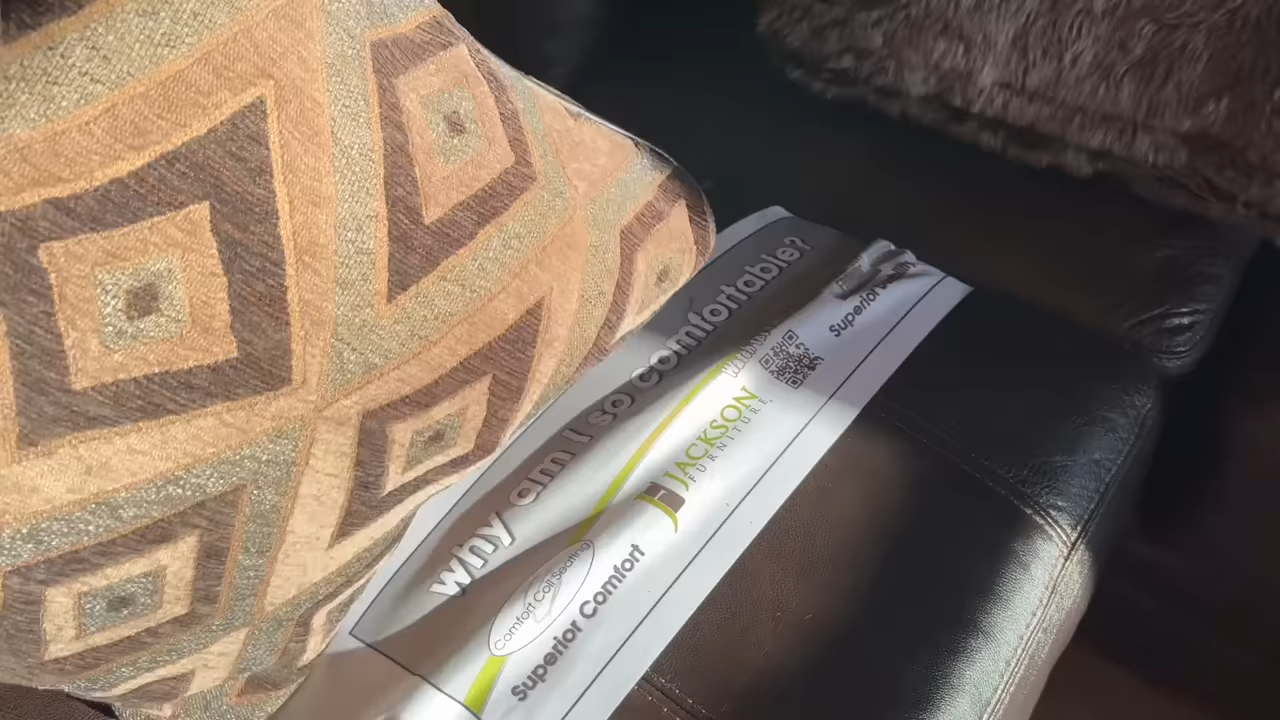 why am I so comfortable?
JACKSON
FURNITURE
Comfort Coil Seating
Superior Comfort
Superior